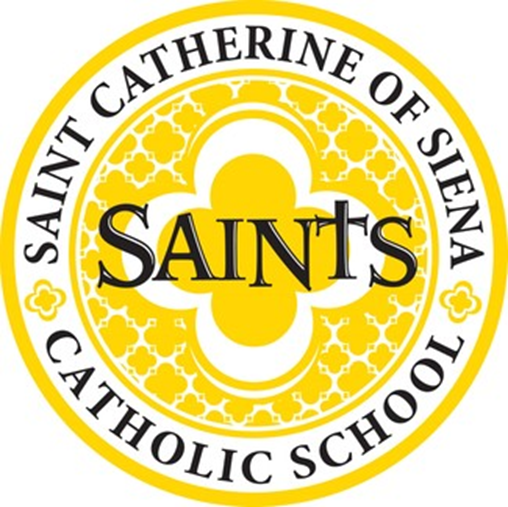 SAINT CATHERINE OF SIENA
SAINTS
CATHOLIC SCHOOL